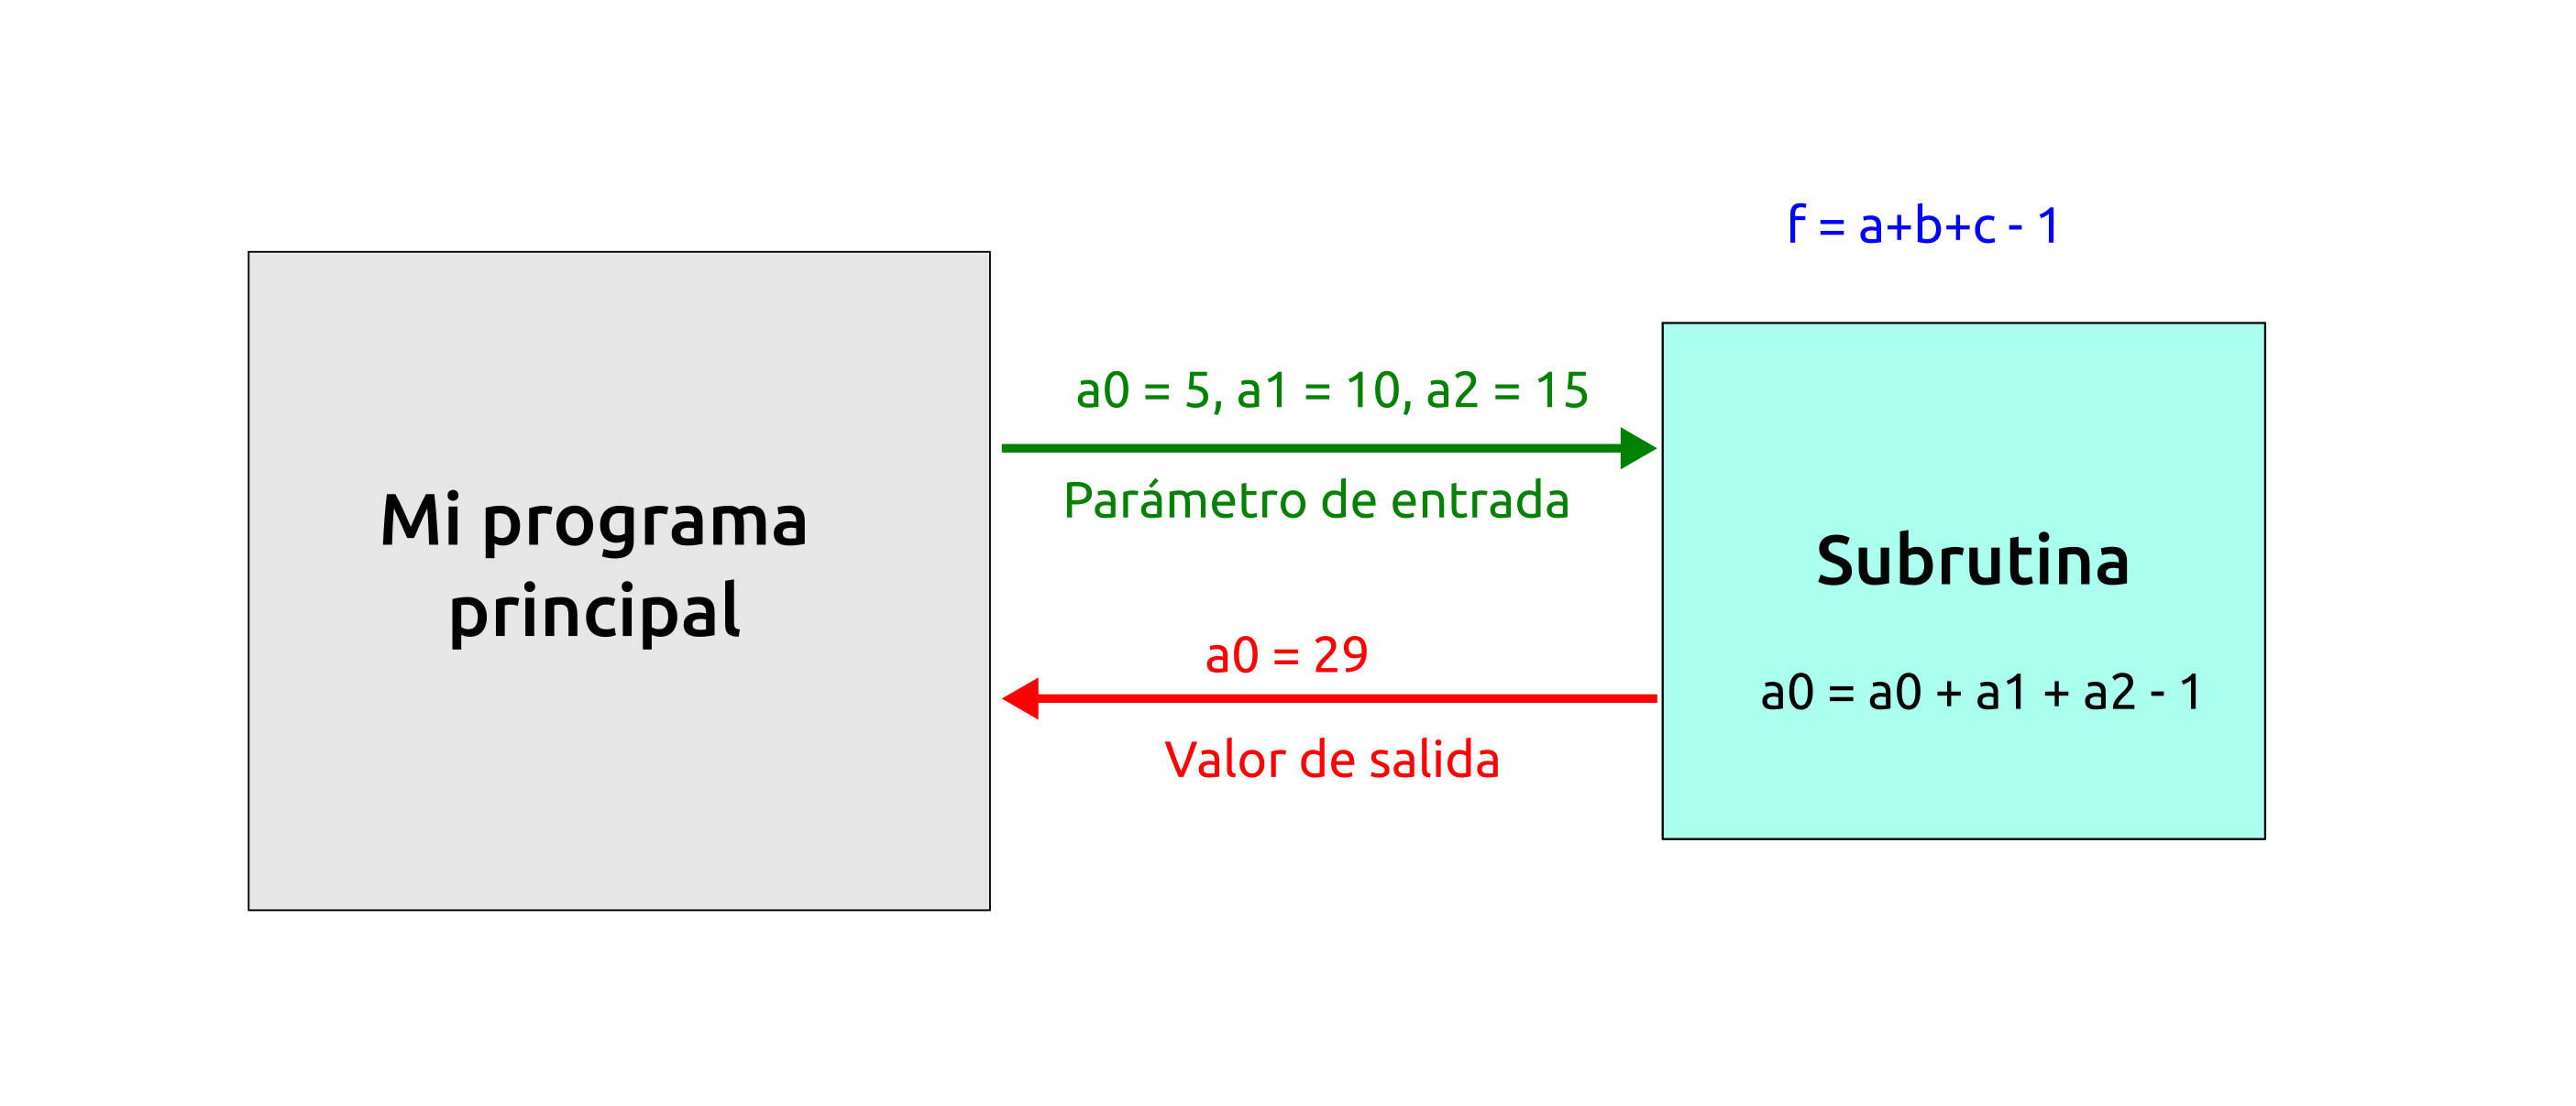 f = a+b+c - 1
a0 = 5, a1 = 10, a2 = 15
Parámetro de entrada
Mi programa
principal
Subrutina
a0 = 29
a0 = a0 + a1 + a2 - 1
Valor de salida